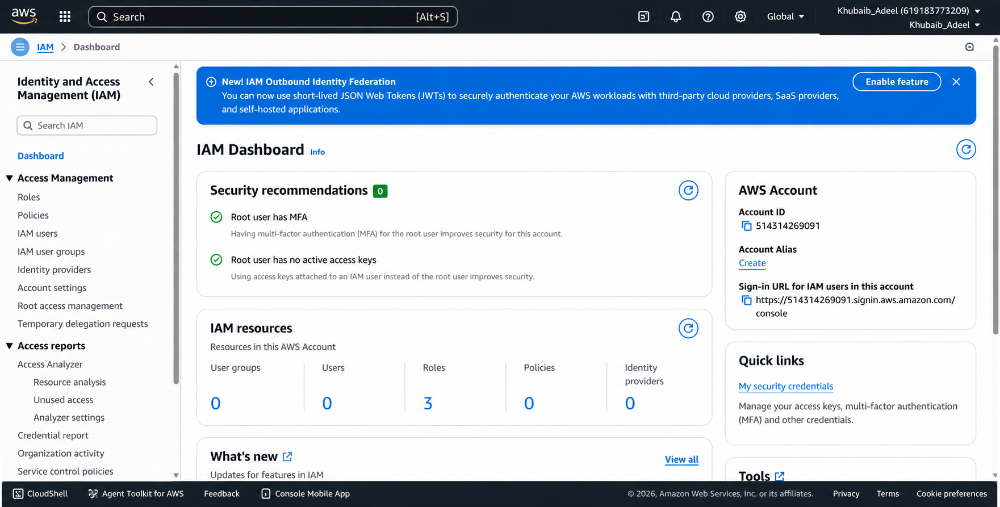 aws
Search [Alt+S]
Global
Khubaib_Adeel (619183773209)
Khubaib_Adeel
IAM > Dashboard
Identity and Access
Management (IAM)
Search IAM
Dashboard
Access Management
Roles
Policies
IAM users
IAM user groups
Identity providers
Account settings
Root access management
Temporary delegation requests
Access reports
Access Analyzer
Resource analysis
Unused access
Analyzer settings
Credential report
Organization activity
Service control policies
New! IAM Outbound Identity Federation
You can now use short-lived JSON Web Tokens (JWTs) to securely authenticate your AWS workloads with third-party cloud providers, SaaS providers,
and self-hosted applications.
Enable feature
IAM Dashboard Info
Security recommendations 0
Root user has MFA
Having multi-factor authentication (MFA) for the root user improves security for this account.
Root user has no active access keys
Using access keys attached to an IAM user instead of the root user improves security.
IAM resources
Resources in this AWS Account
User groups
0
Users
0
Roles
3
Policies
0
Identity
providers
0
What's new
View all
Updates for features in IAM
AWS Account
Account ID
514314269091
Account Alias
Create
Sign-in URL for IAM users in this account
https://514314269091.signin.aws.amazon.com/
console
Quick links
My security credentials
Manage your access keys, multi-factor authentication
(MFA) and other credentials.
Tools
CloudShell
Agent Toolkit for AWS
Feedback
Console Mobile App
© 2026, Amazon Web Services, Inc. or its affiliates.
Privacy
Terms
Cookie preferences